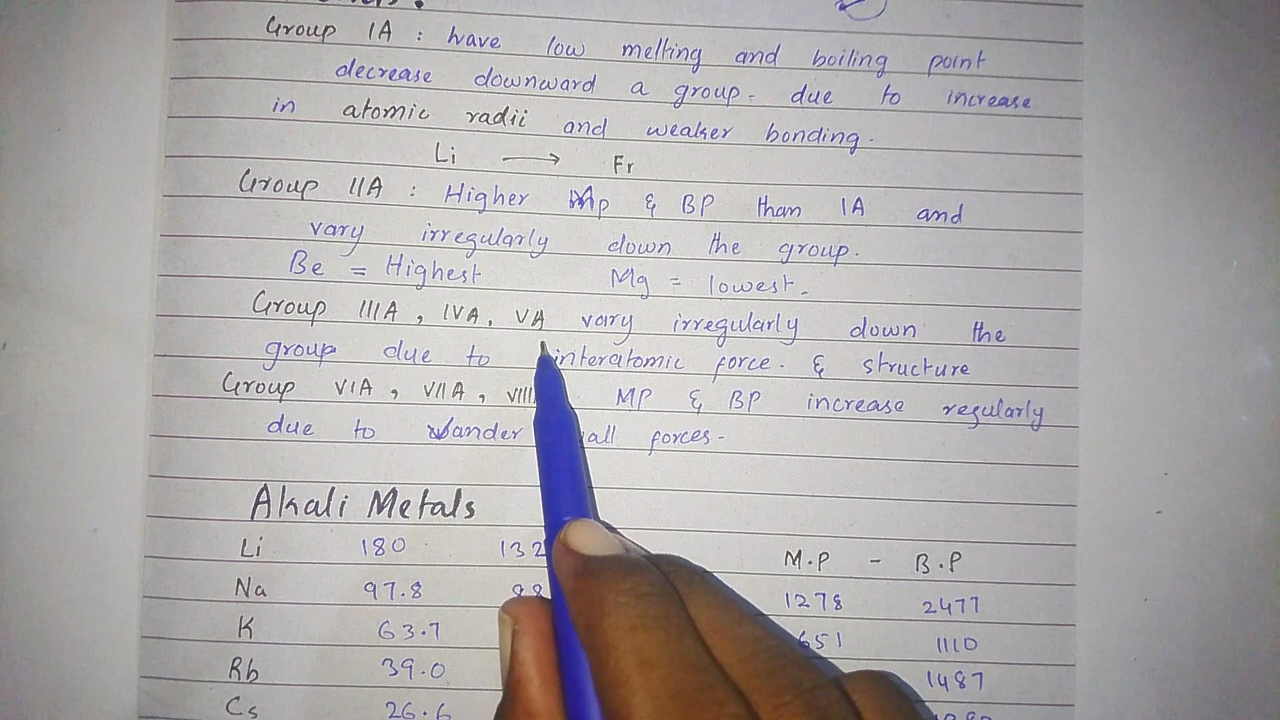 Group IA : have low melting and boiling point
decrease downward a group. due to increase
in atomic radii and weaker bonding.
Li → Fr
Group IIA : Higher Mp & BP than IA and
vary irregularly down the group.
Be = Highest Mg = lowest.
Group IIIA, IVA, VA vary irregularly down the
group due to interatomic force. & structure
Group VIA, VIIA, MP & BP increase regularly
due to wander forces.
Akali Metals
M.P - B.P
Li 180
Na 97.8 1278 2477
K 63.7 651 1110
Rb 39.0 1487
Cs 26.6